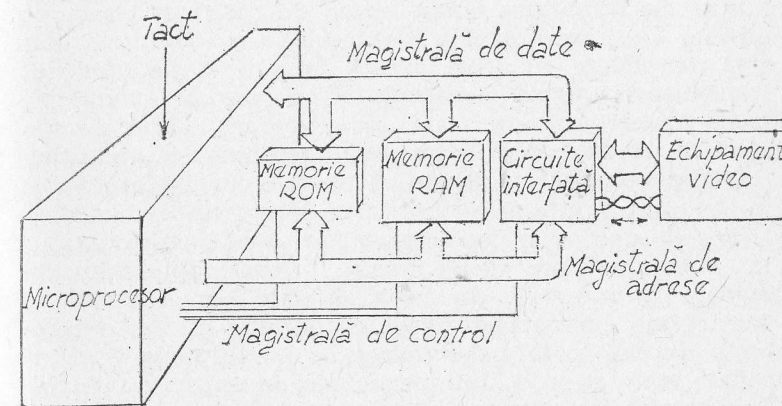 Tact
Magistrală de date
Memorie
ROM
Memorie
RAM
Circuite
interfață
Echipament
video
Microprocesor
Magistrală de
adrese
Magistrală de control